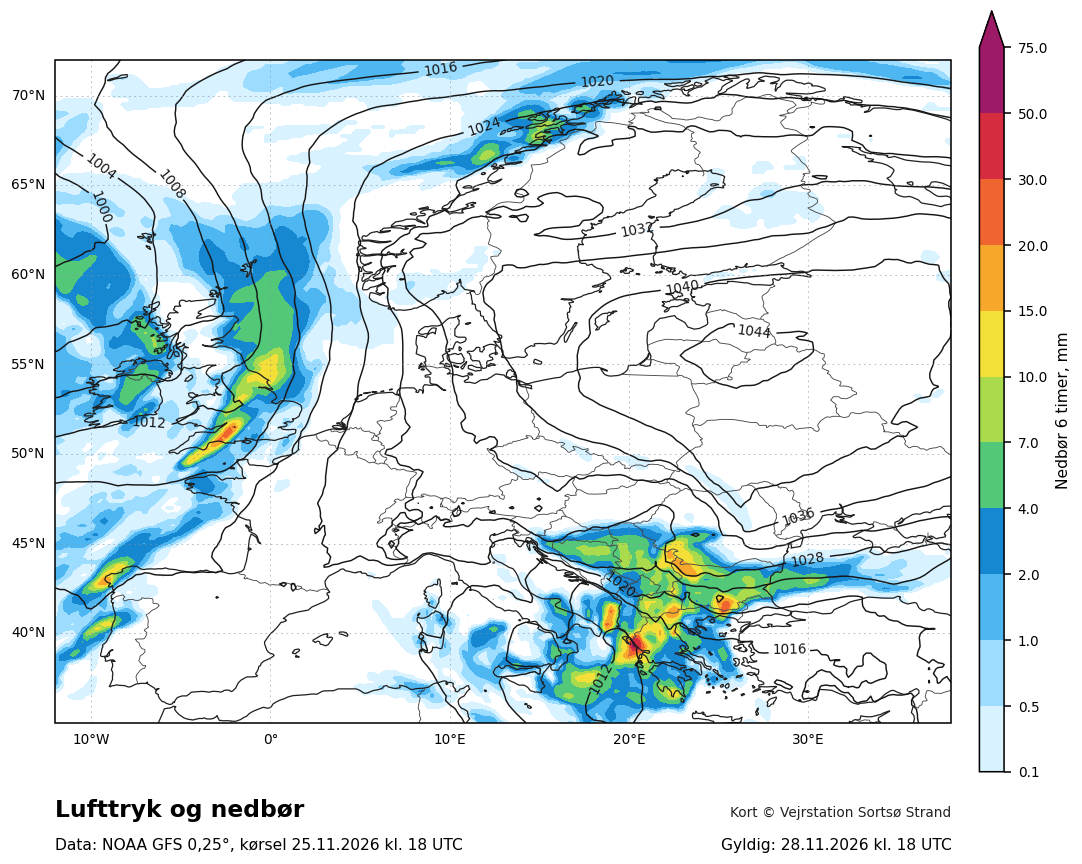 75.0
50.0
30.0
20.0
15.0
10.0
7.0
4.0
2.0
1.0
0.5
0.1
Nedbør 6 timer, mm
70°N
65°N
60°N
55°N
50°N
45°N
40°N
10°W
0°
10°E
20°E
30°E
1016
1020
1024
1004
1008
1000
1032
1040
1044
1012
1036
1028
1020
1016
1012
Lufttryk og nedbør
Kort © Vejrstation Sortsø Strand
Data: NOAA GFS 0,25°, kørsel 25.11.2026 kl. 18 UTC
Gyldig: 28.11.2026 kl. 18 UTC